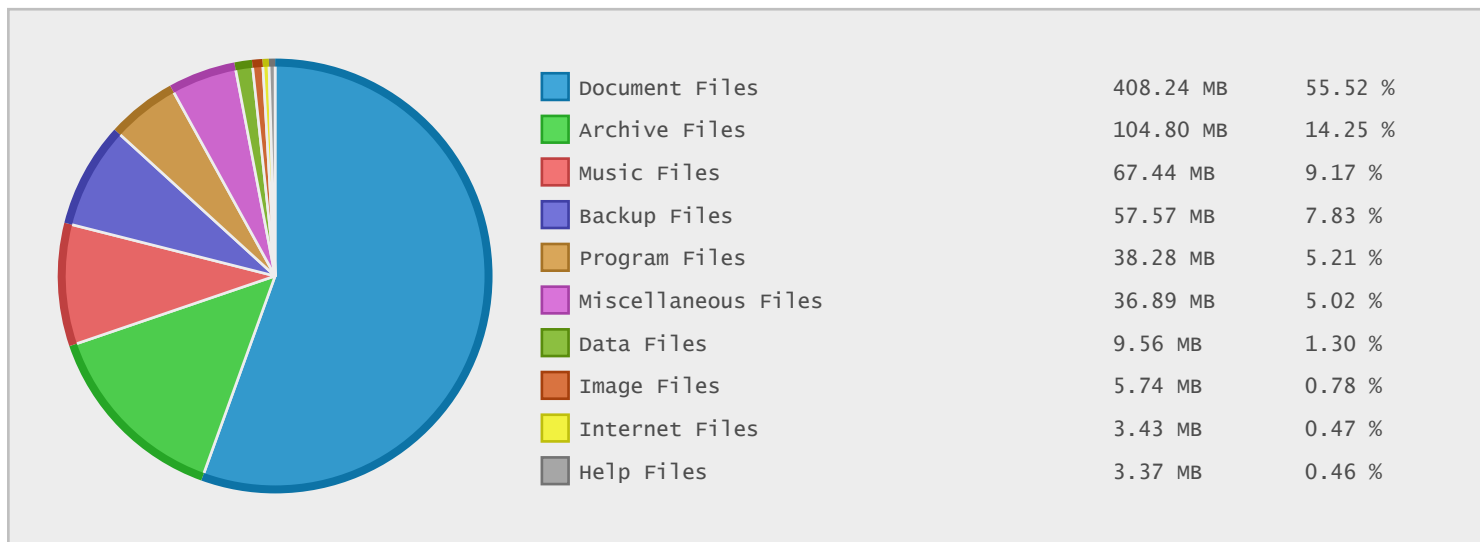 Document Files 408.24 MB 55.52 %
Archive Files 104.80 MB 14.25 %
Music Files 67.44 MB 9.17 %
Backup Files 57.57 MB 7.83 %
Program Files 38.28 MB 5.21 %
Miscellaneous Files 36.89 MB 5.02 %
Data Files 9.56 MB 1.30 %
Image Files 5.74 MB 0.78 %
Internet Files 3.43 MB 0.47 %
Help Files 3.37 MB 0.46 %